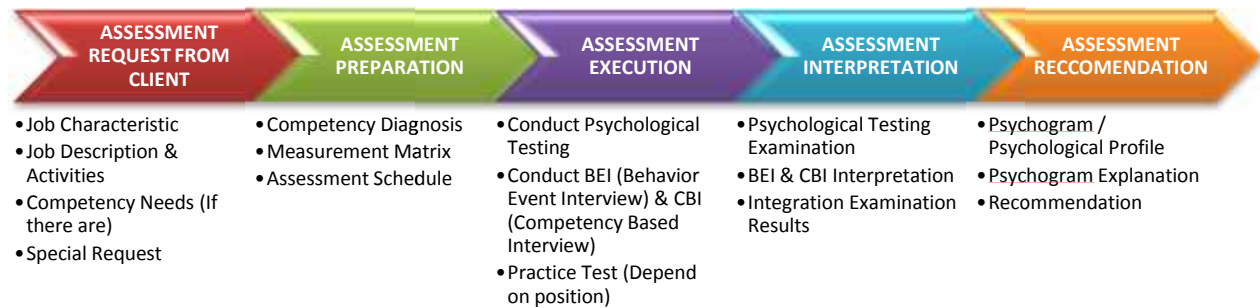 ASSESSMENT
REQUEST FROM
CLIENT
• Job Characteristic
• Job Description &
Activities
• Competency Needs (If
there are)
• Special Request
ASSESSMENT
PREPARATION
• Competency Diagnosis
• Measurement Matrix
• Assessment Schedule
ASSESSMENT
EXECUTION
• Conduct Psychological
Testing
• Conduct BEI (Behavior
Event Interview) & CBI
(Competency Based
Interview)
• Practice Test (Depend
on position)
ASSESSMENT
INTERPRETATION
• Psychological Testing
Examination
• BEI & CBI Interpretation
• Integration Examination
Results
ASSESSMENT
RECCOMENDATION
• Psychogram /
Psychological Profile
• Psychogram Explanation
• Recommendation